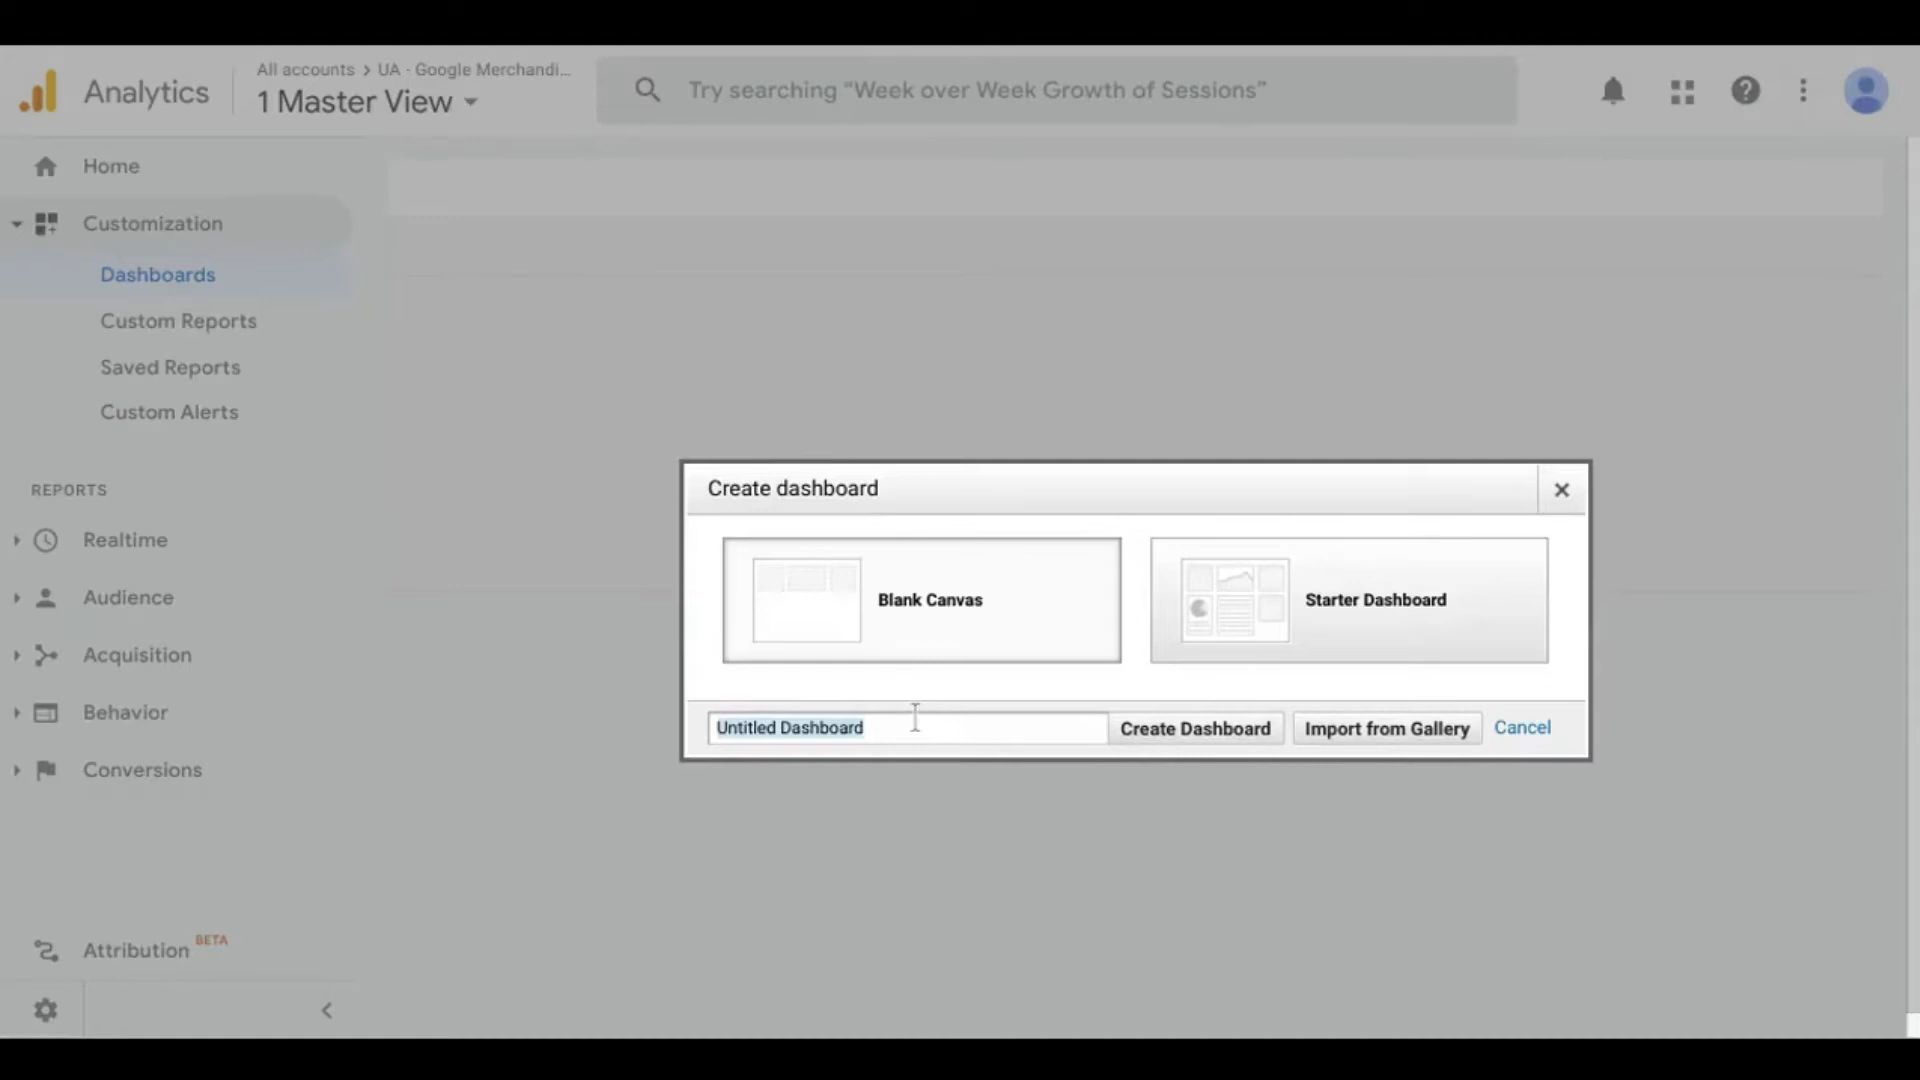 Analytics
All accounts > UA - Google Merchandi...
1 Master View
Try searching “Week over Week Growth of Sessions”
Home
Customization
Dashboards
Custom Reports
Saved Reports
Custom Alerts
REPORTS
Realtime
Audience
Acquisition
Behavior
Conversions
Attribution BETA
Create dashboard
Blank Canvas
Starter Dashboard
Untitled Dashboard
Create Dashboard
Import from Gallery
Cancel